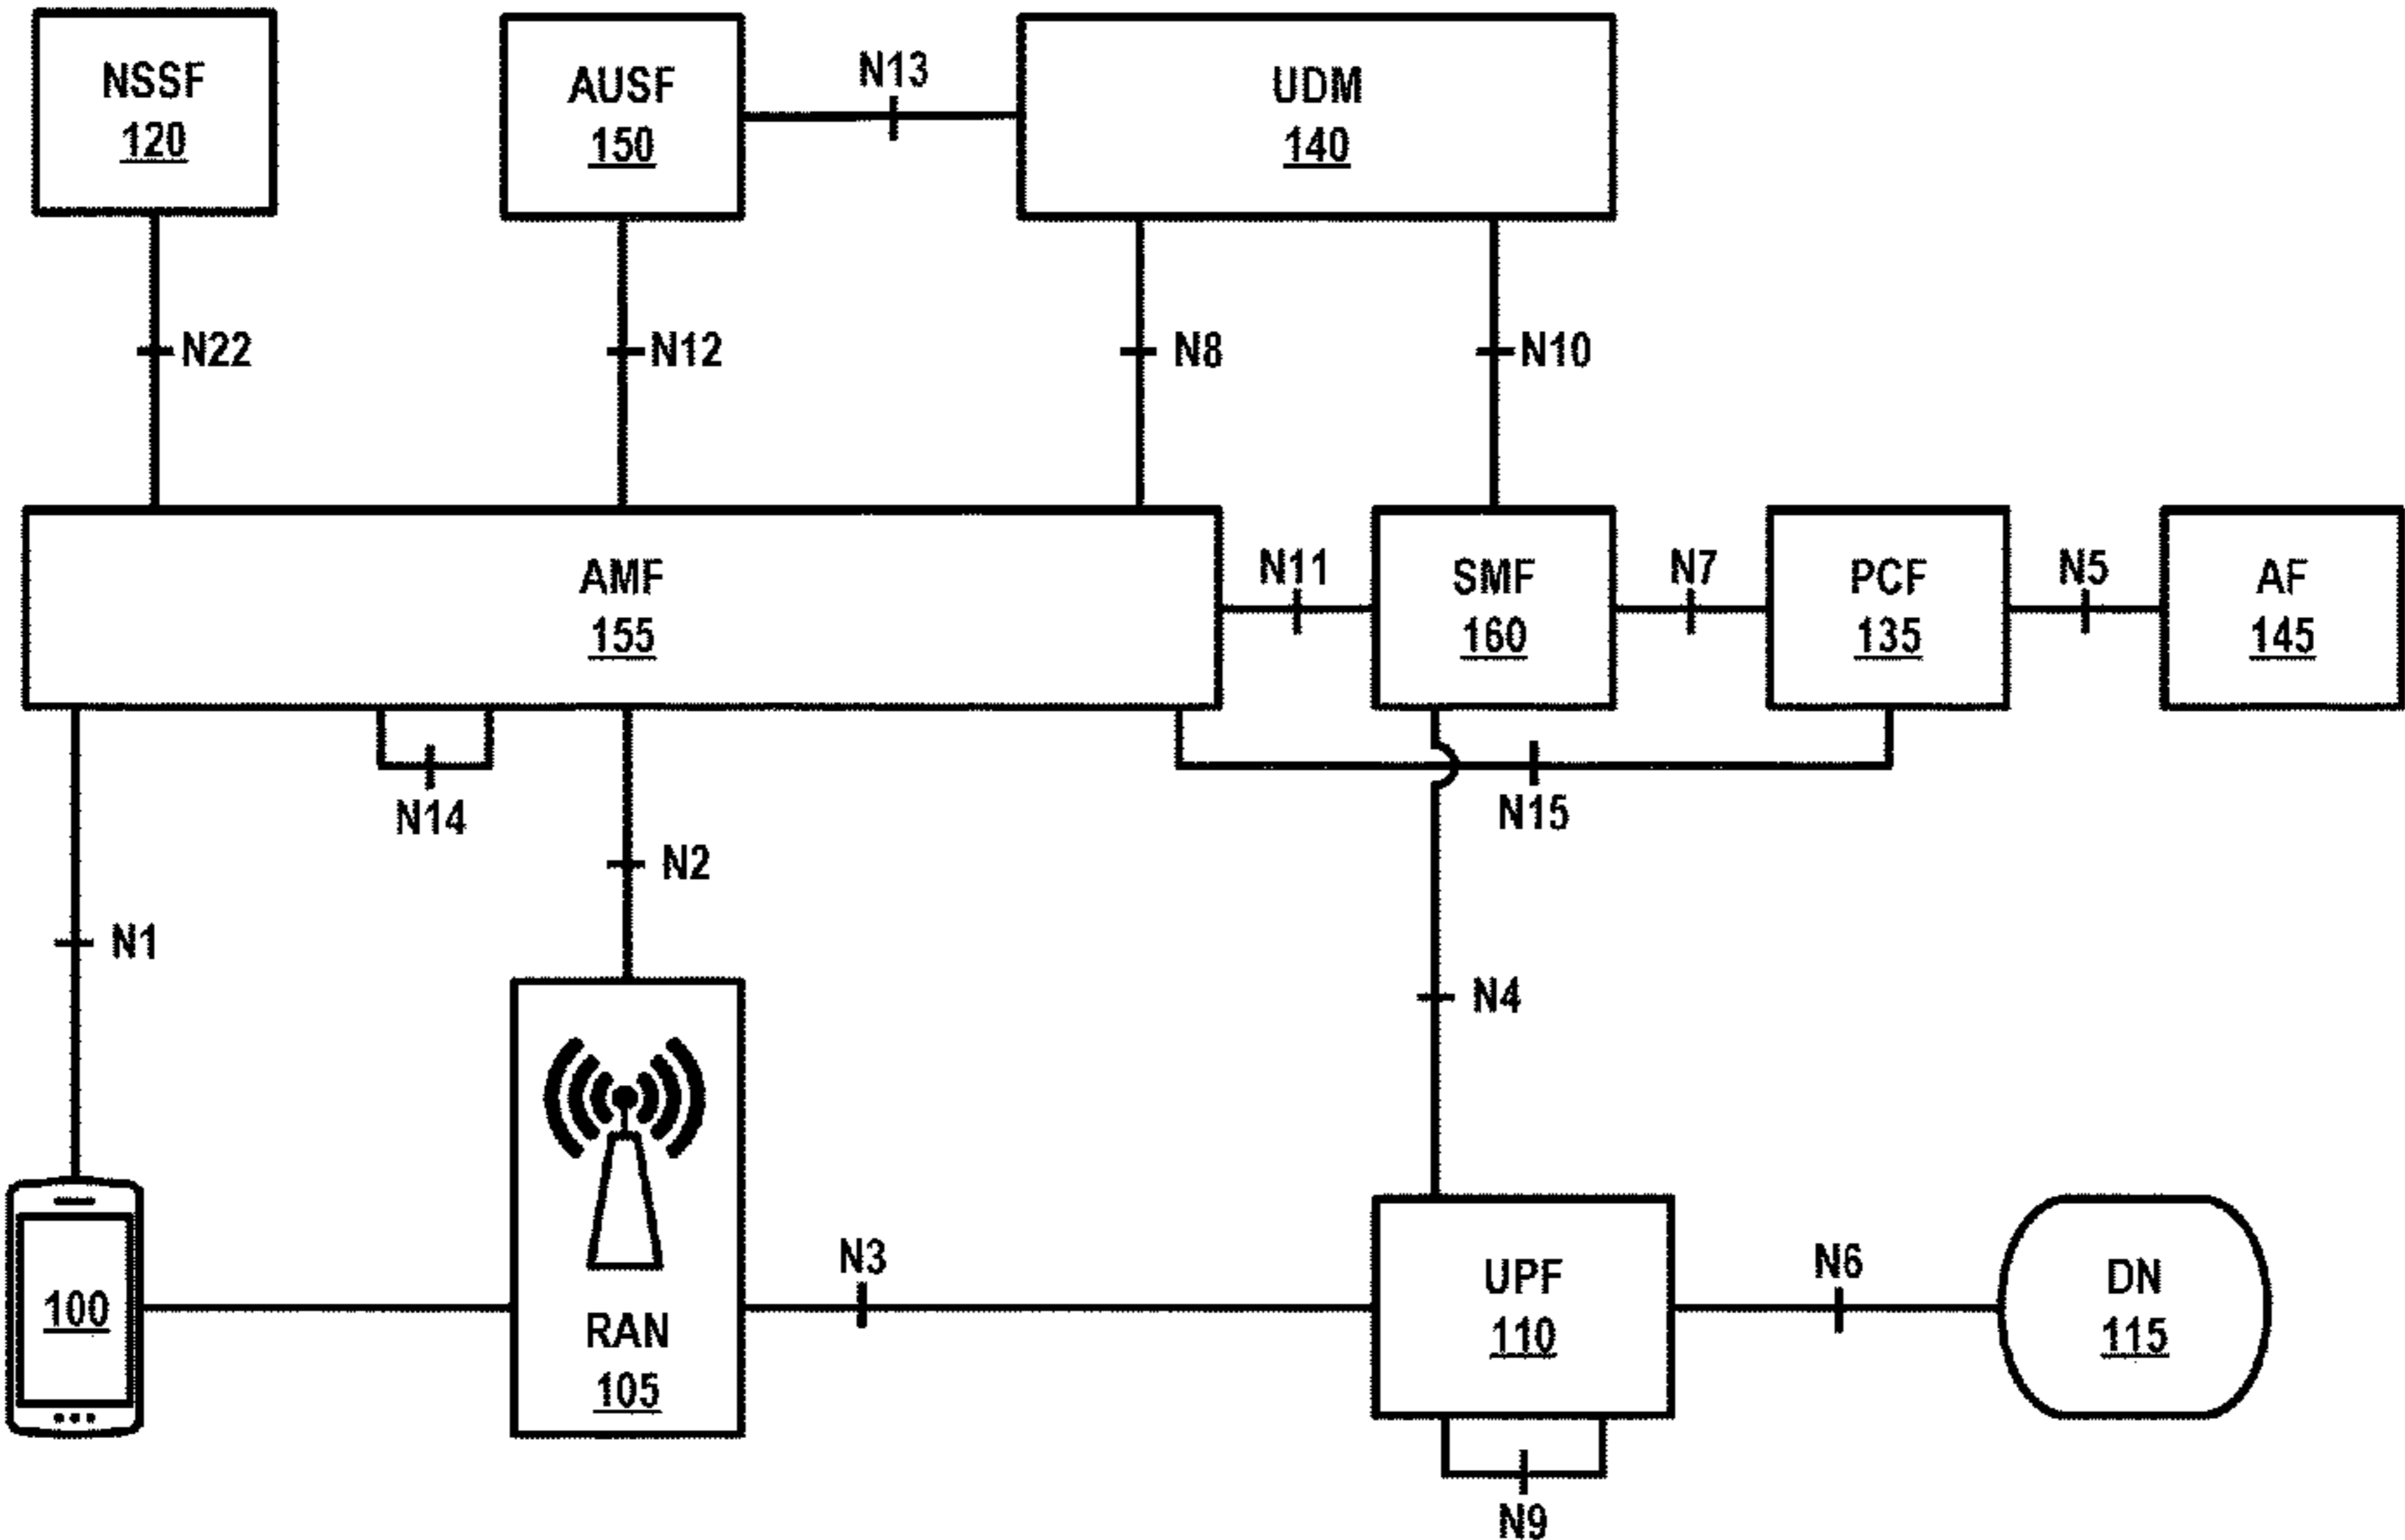 NSSF
120
AUSF
150
N13
UDM
140
N22
N12
N8
N10
AMF
155
N11
SMF
160
N7
PCF
135
N5
AF
145
N14
N15
N2
N1
N4
RAN
105
100
N3
UPF
110
N6
DN
115
N9